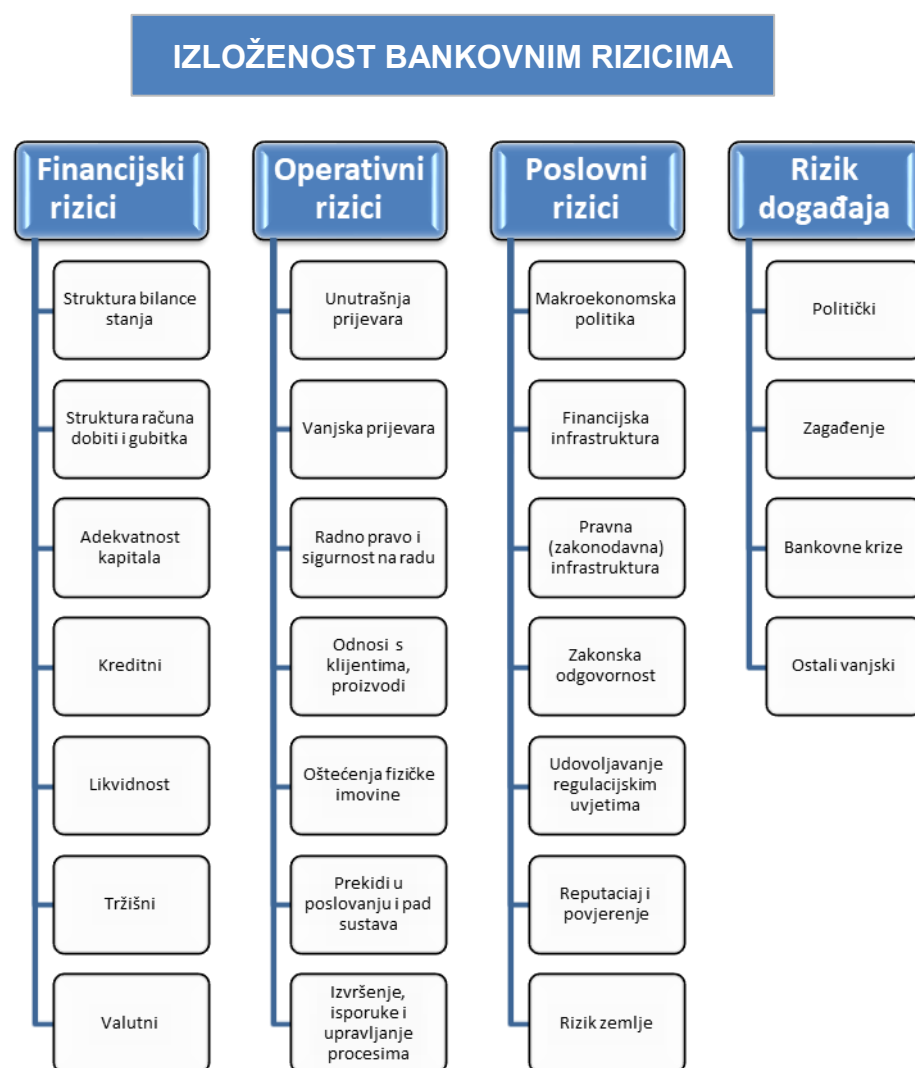 IZLOŽENOST BANKOVNIM RIZICIMA
Financijski
rizici
Struktura bilance
stanja
Struktura računa
dobiti i gubitka
Adekvatnost
kapitala
Kreditni
Likvidnost
Tržišni
Valutni
Operativni
rizici
Unutrašnja
prijevara
Vanjska prijevara
Radno pravo i
sigurnost na radu
Odnosi s
klijentima,
proizvodi
Oštećenja fizičke
imovine
Prekidi u
poslovanju i pad
sustava
Izvršenje,
isporuke i
upravljanje
procesima
Poslovni
rizici
Makroekonomska
politika
Financijska
infrastruktura
Pravna
(zakonodavna)
infrastruktura
Zakonska
odgovornost
Udovoljavanje
regulacijskim
uvjetima
Reputaciaj i
povjerenje
Rizik zemlje
Rizik
događaja
Politički
Zagađenje
Bankovne krize
Ostali vanjski